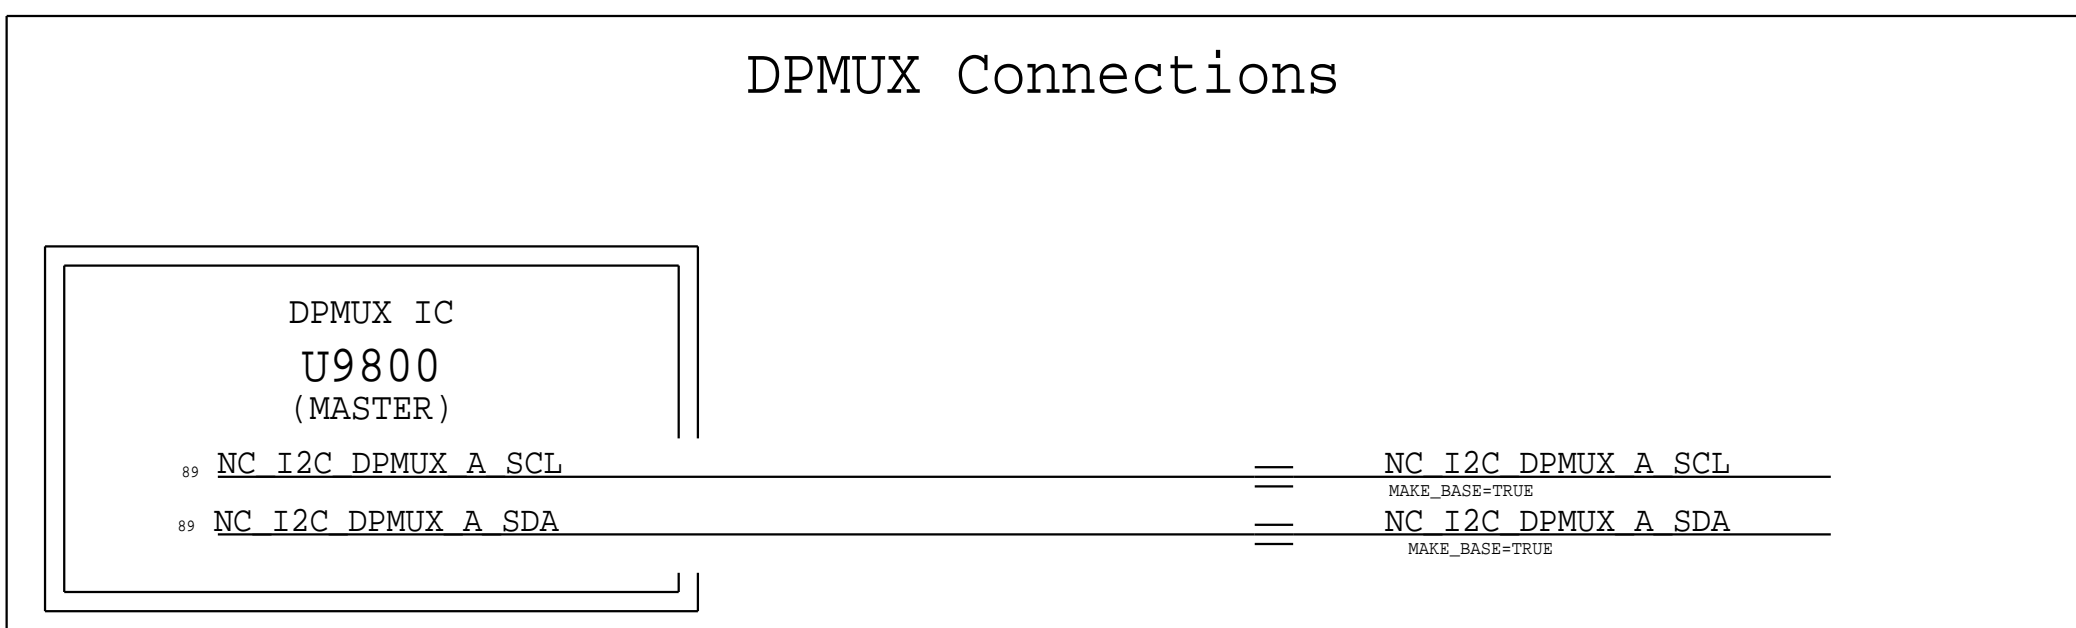 DPMUX Connections
DPMUX IC
U9800
(MASTER)
89 NC_I2C_DPMUX_A_SCL NC_I2C_DPMUX_A_SCL
MAKE_BASE=TRUE
89 NC_I2C_DPMUX_A_SDA NC_I2C_DPMUX_A_SDA
MAKE_BASE=TRUE